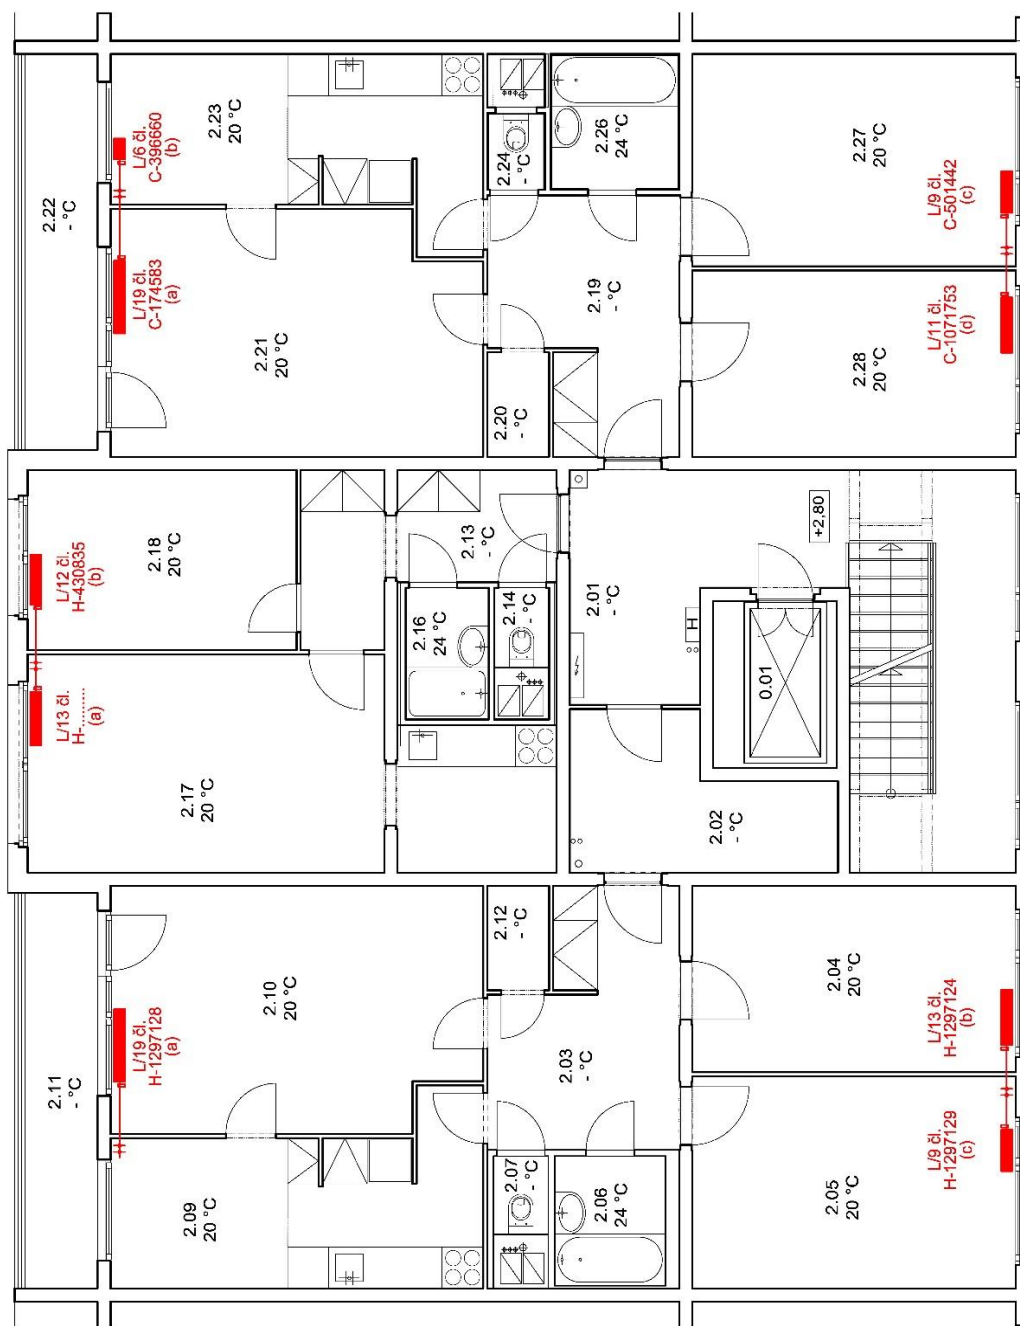 2.22
- °C
L/6 čl.
C-396660
(b)
2.23
20 °C
2.24
- °C
2.26
24 °C
2.27
20 °C
L/9 čl.
C-501442
(c)
L/19 čl.
C-174583
(a)
2.21
20 °C
2.20
- °C
2.19
- °C
2.28
20 °C
L/11 čl.
C-1071753
(d)
L/12 čl.
H-430835
(b)
2.18
20 °C
2.13
- °C
2.16
24 °C
2.14
- °C
2.01
- °C
+2,80
H
0.01
L/13 čl.
H-..........
(a)
2.17
20 °C
2.02
- °C
2.11
- °C
L/19 čl.
H-1297128
(a)
2.10
20 °C
2.12
- °C
2.03
- °C
2.04
20 °C
L/13 čl.
H-1297124
(b)
2.09
20 °C
2.07
- °C
2.06
24 °C
2.05
20 °C
L/9 čl.
H-1297129
(c)